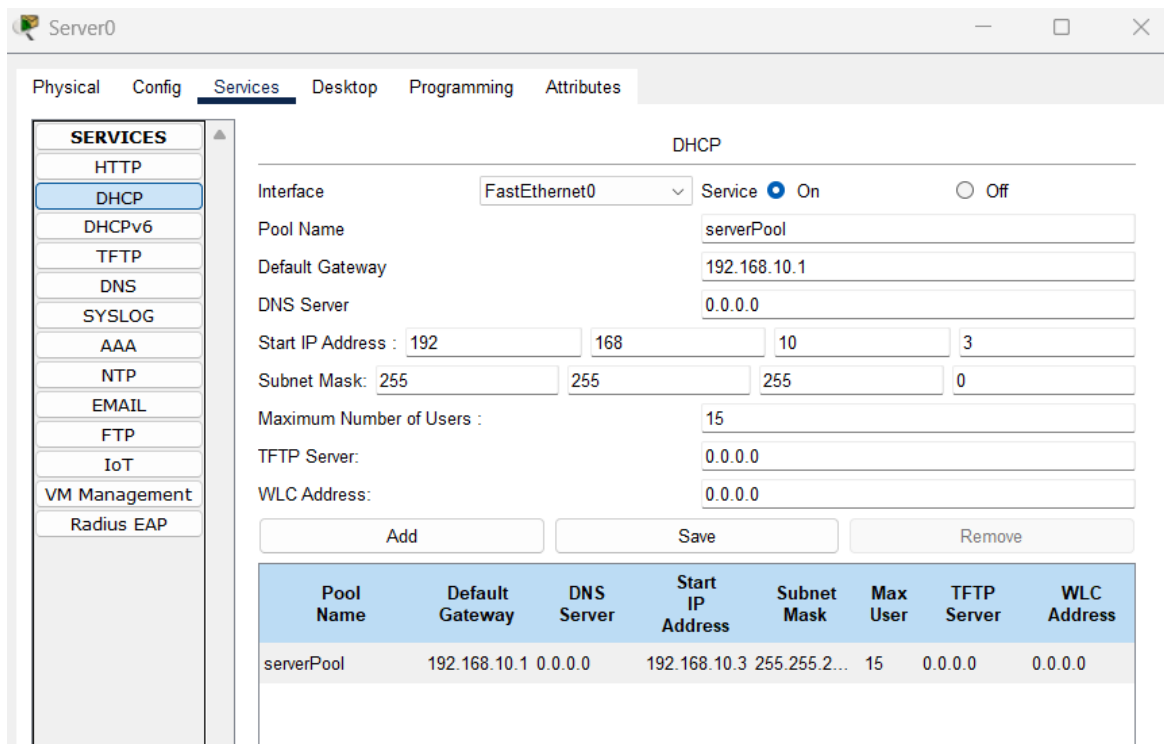 Server0
Physical Config Services Desktop Programming Attributes
SERVICES
HTTP
DHCP
DHCPv6
TFTP
DNS
SYSLOG
AAA
NTP
EMAIL
FTP
IoT
VM Management
Radius EAP
DHCP
Interface FastEthernet0 Service On Off
Pool Name serverPool
Default Gateway 192.168.10.1
DNS Server 0.0.0.0
Start IP Address : 192 168 10 3
Subnet Mask: 255 255 255 0
Maximum Number of Users : 15
TFTP Server: 0.0.0.0
WLC Address: 0.0.0.0
Add Save Remove
Pool Name Default Gateway DNS Server Start IP Address Subnet Mask Max User TFTP Server WLC Address
serverPool 192.168.10.1 0.0.0.0 192.168.10.3 255.255.2... 15 0.0.0.0 0.0.0.0